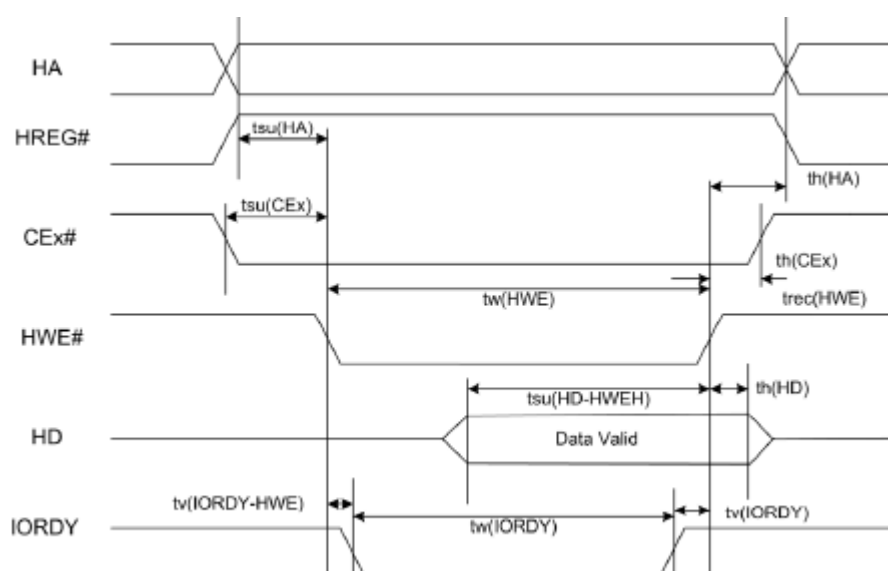 HA
HREG#
tsu(HA)
th(HA)
tsu(CEx)
CEx#
th(CEx)
tw(HWE)
trec(HWE)
HWE#
tsu(HD-HWEH)
th(HD)
HD
Data Valid
tv(IORDY-HWE)
tw(IORDY)
tv(IORDY)
IORDY